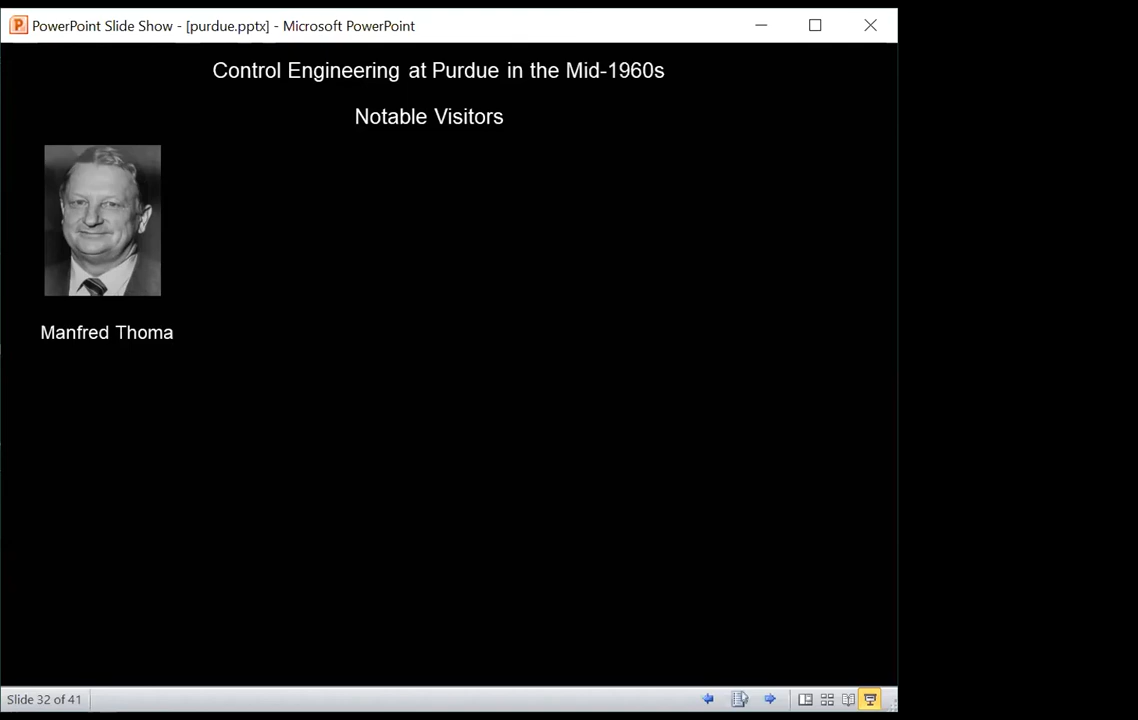 PowerPoint Slide Show - [purdue.pptx] - Microsoft PowerPoint
Control Engineering at Purdue in the Mid-1960s
Notable Visitors
Manfred Thoma
Slide 32 of 41